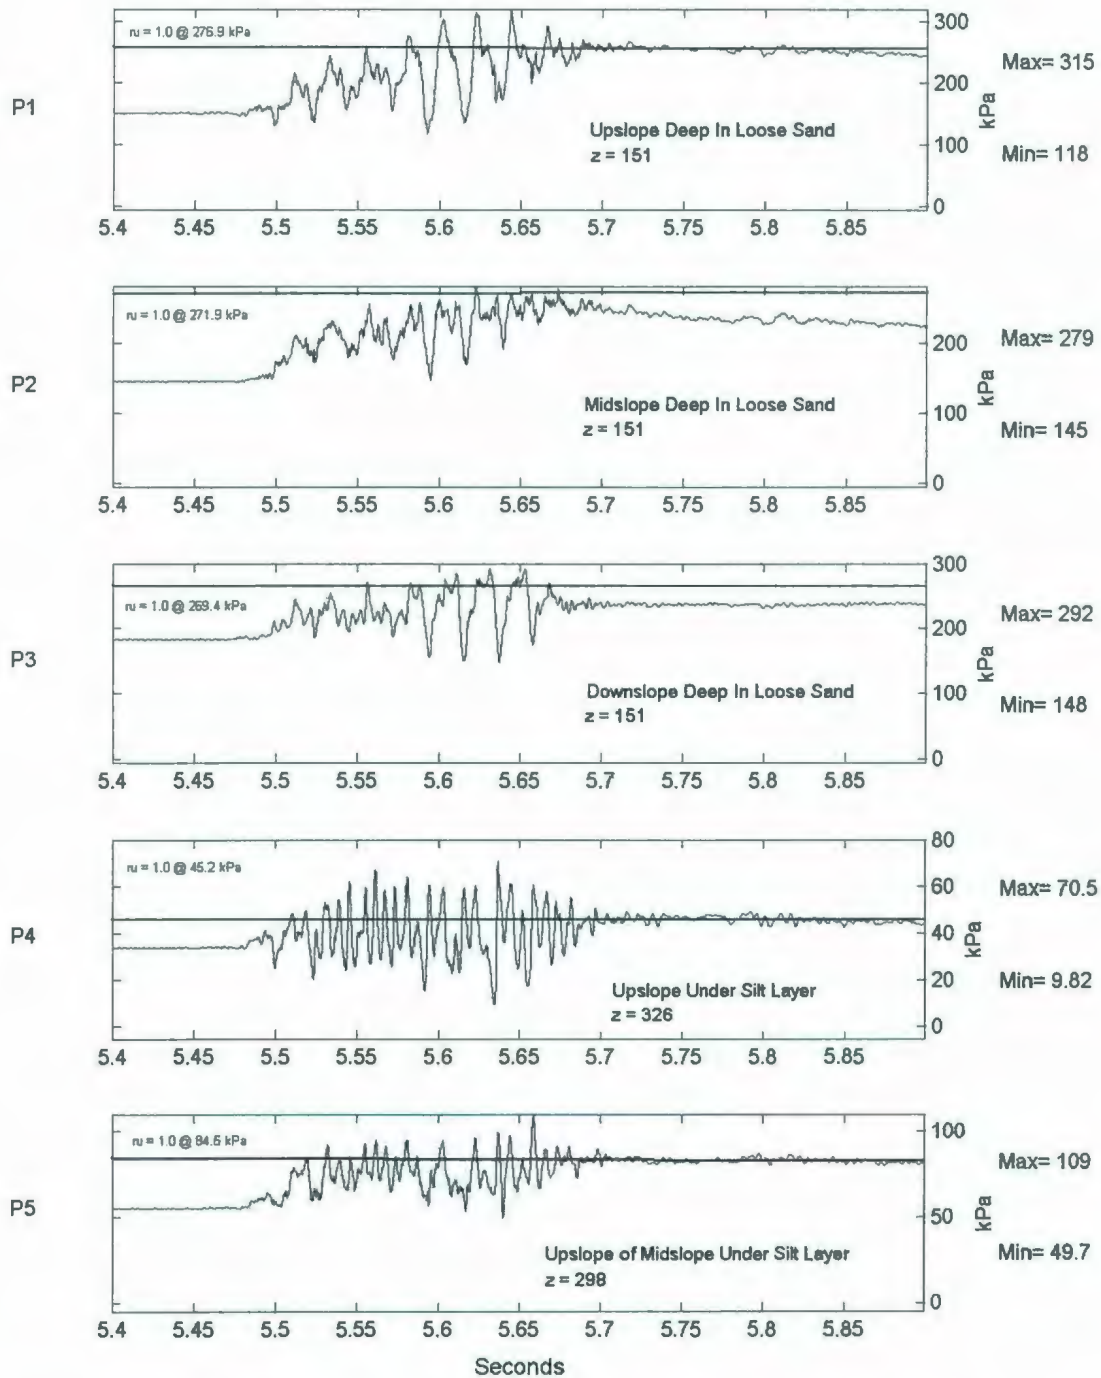 P1
ru = 1.0 @ 276.9 kPa
Upslope Deep In Loose Sand
z = 151
300
200
100
0
kPa
Max= 315
Min= 118
5.4 5.45 5.5 5.55 5.6 5.65 5.7 5.75 5.8 5.85
P2
ru = 1.0 @ 271.9 kPa
Midslope Deep In Loose Sand
z = 151
200
100
0
kPa
Max= 279
Min= 145
5.4 5.45 5.5 5.55 5.6 5.65 5.7 5.75 5.8 5.85
P3
ru = 1.0 @ 269.4 kPa
Downslope Deep In Loose Sand
z = 151
300
200
100
0
kPa
Max= 292
Min= 148
5.4 5.45 5.5 5.55 5.6 5.65 5.7 5.75 5.8 5.85
P4
ru = 1.0 @ 45.2 kPa
Upslope Under Silt Layer
z = 326
80
60
40
20
0
kPa
Max= 70.5
Min= 9.82
5.4 5.45 5.5 5.55 5.6 5.65 5.7 5.75 5.8 5.85
P5
ru = 1.0 @ 84.5 kPa
Upslope of Midslope Under Silt Layer
z = 298
100
50
0
kPa
Max= 109
Min= 49.7
5.4 5.45 5.5 5.55 5.6 5.65 5.7 5.75 5.8 5.85
Seconds